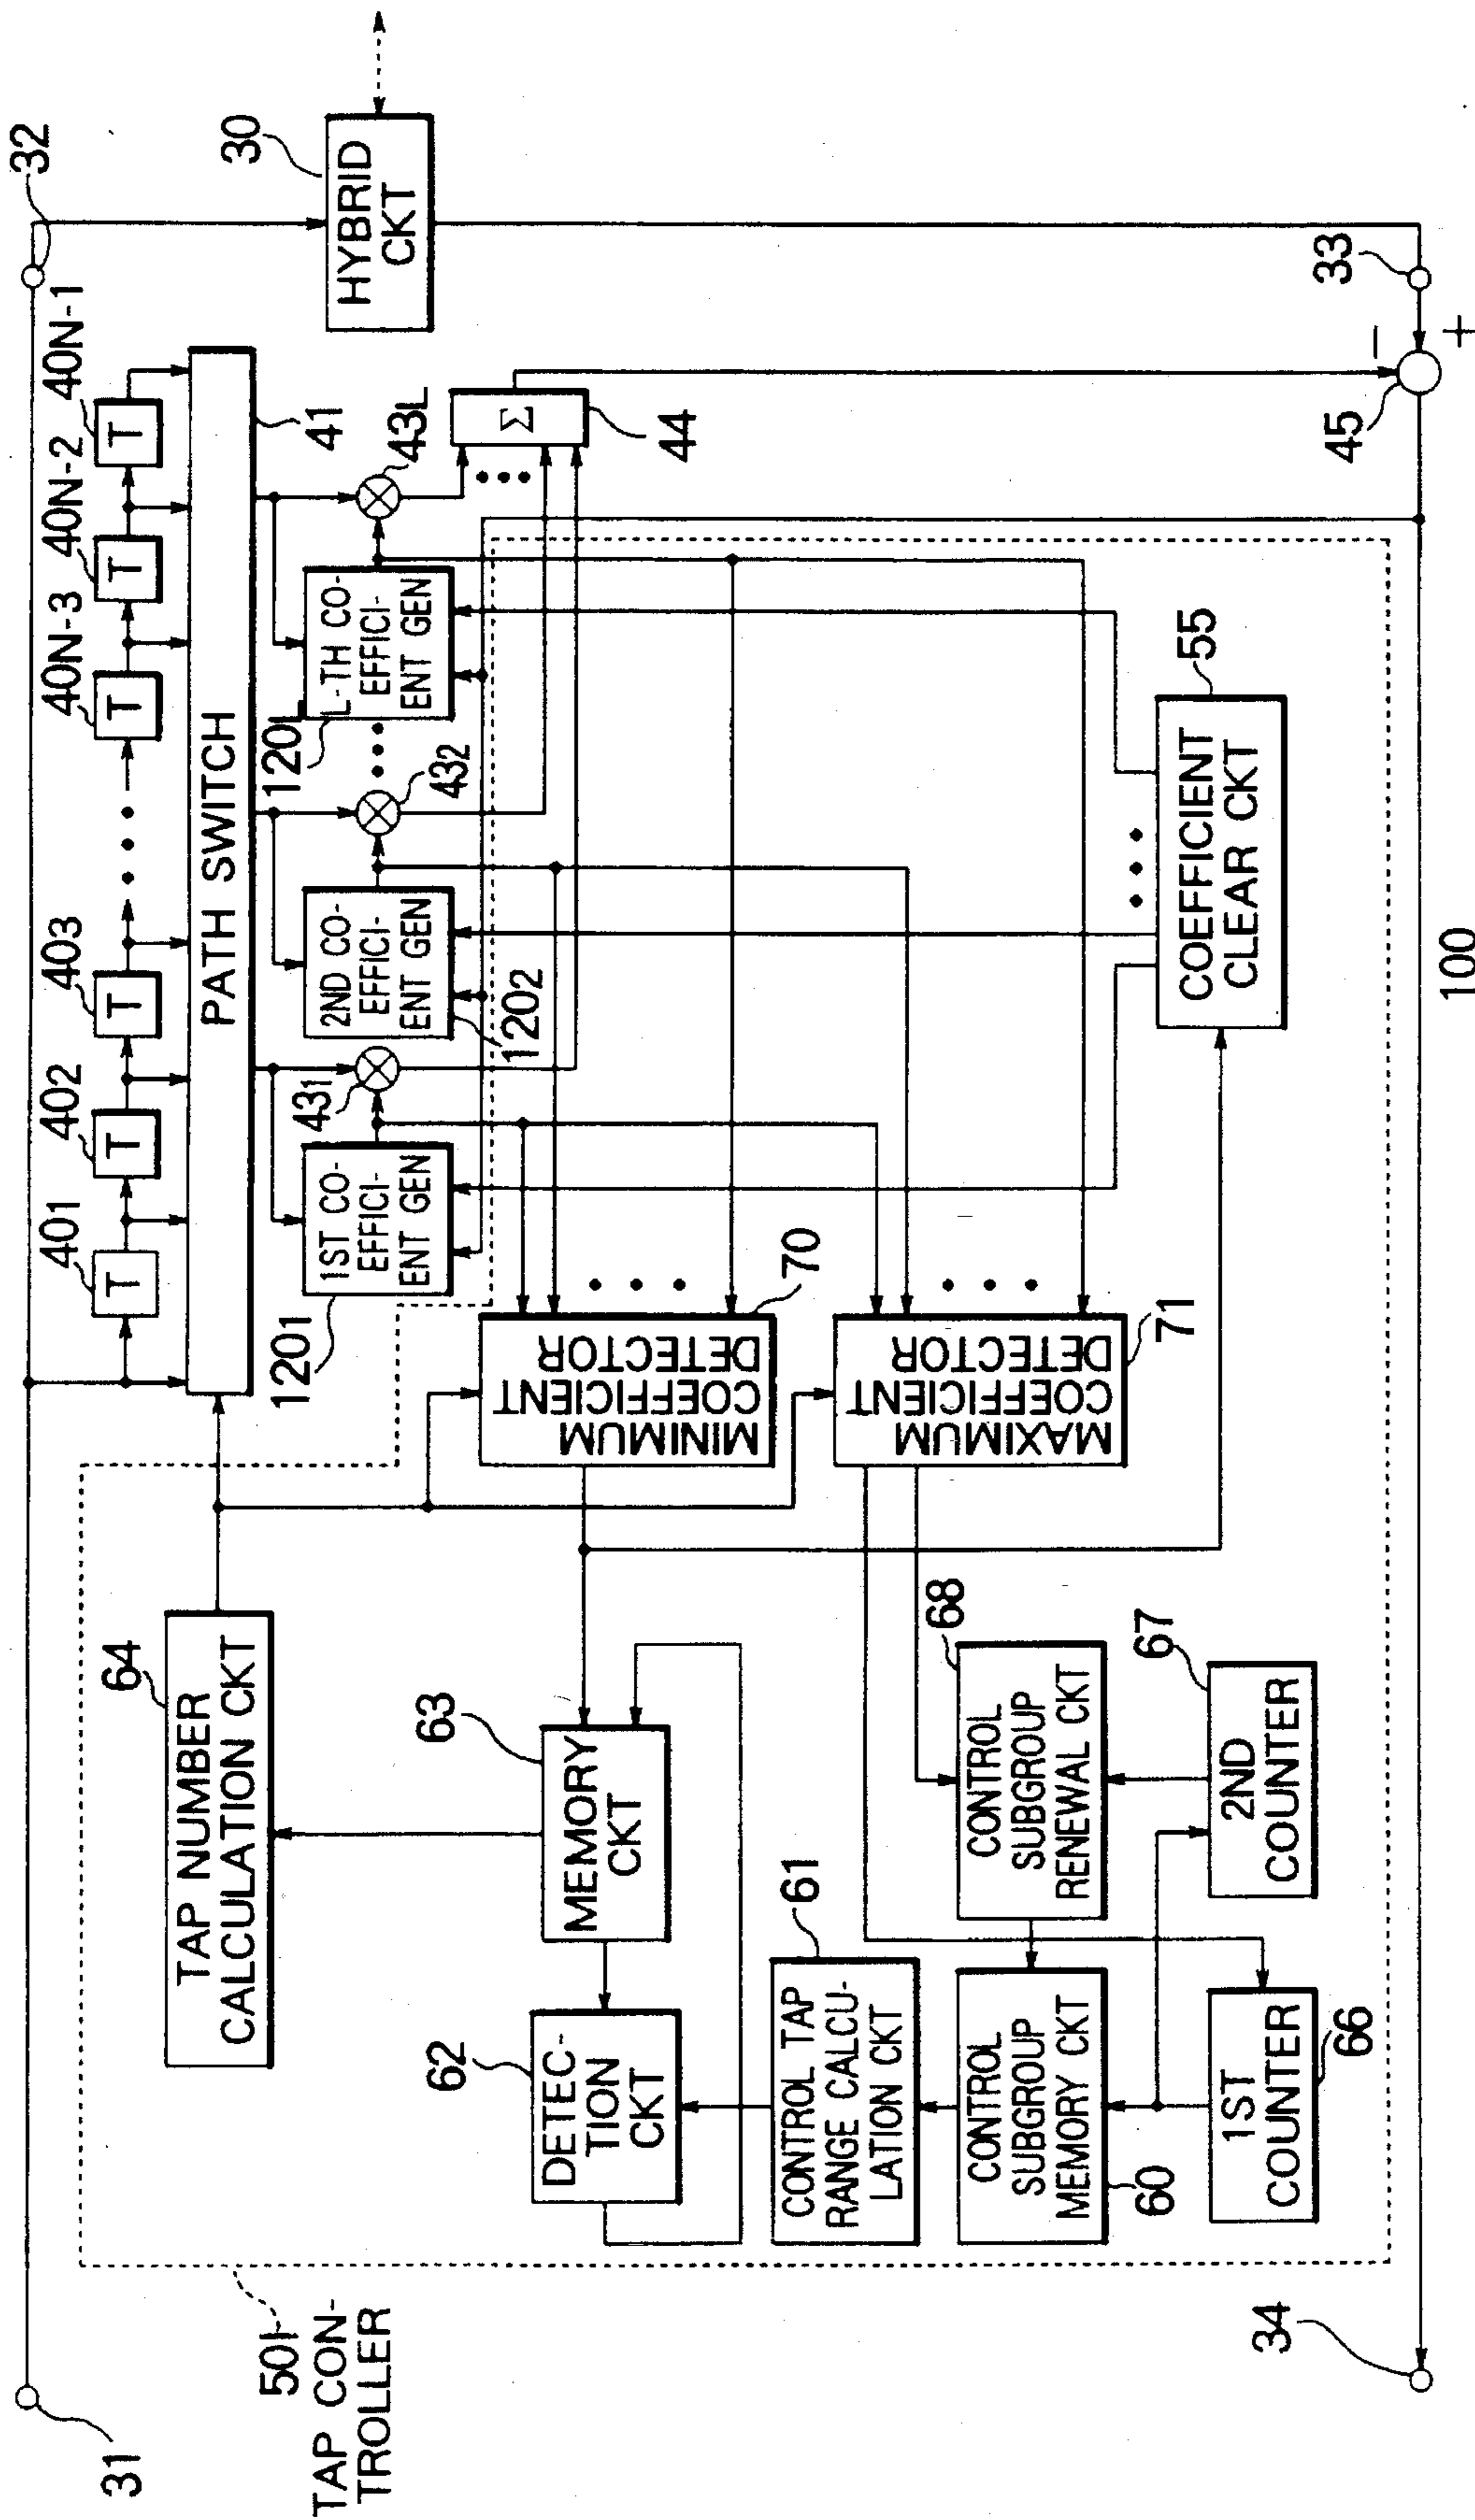 31
32
401
402
403
40N-3
40N-2
40N-1
T
T
T
T
T
T
PATH SWITCH
41
HYBRID
CKT
30
TAP NUMBER
CALCULATION CKT
64
1ST CO-
EFFICI-
ENT GEN
1201
431
2ND CO-
EFFICI-
ENT GEN
1202
432
L-TH CO-
EFFICI-
ENT GEN
120L
43L
Σ
44
50
TAP CON-
TROLLER
DETEC-
TION
CKT
62
MEMORY
CKT
63
MINIMUM
COEFFICIENT
DETECTOR
70
MAXIMUM
COEFFICIENT
DETECTOR
71
CONTROL TAP
RANGE CALCU-
LATION CKT
61
CONTROL
SUBGROUP
MEMORY CKT
60
CONTROL
SUBGROUP
RENEWAL CKT
68
1ST
COUNTER
66
2ND
COUNTER
67
COEFFICIENT
CLEAR CKT
55
33
−
+
45
34
100